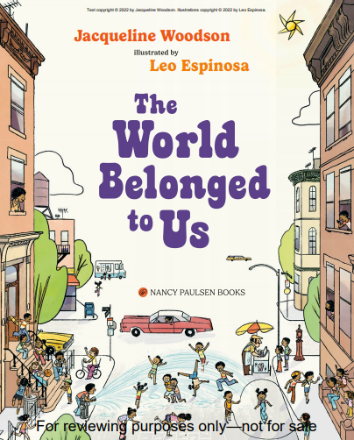 Text copyright © 2022 by Jacqueline Woodson. Illustrations copyright © 2022 by Leo Espinosa.
Jacqueline Woodson
illustrated by
Leo Espinosa
The
World
Belonged
to Us
NANCY PAULSEN BOOKS
For reviewing purposes only—not for sale